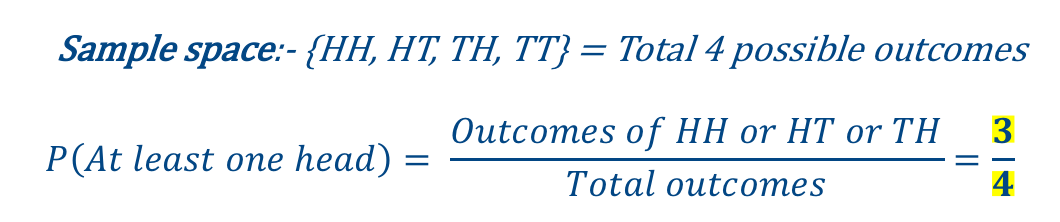 Sample space:- {HH, HT, TH, TT} = Total 4 possible outcomes
P(At least one head) = Outcomes of HH or HT or TH / Total outcomes = 3 / 4